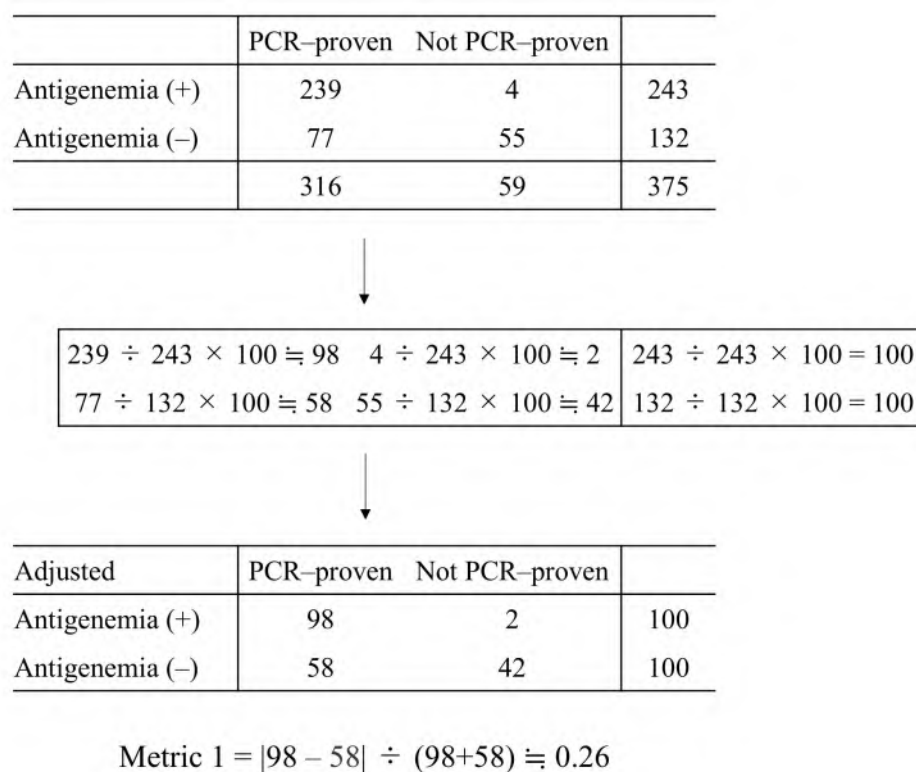 PCR–proven Not PCR–proven
Antigenemia (+) 239 4 243
Antigenemia (–) 77 55 132
316 59 375
239 ÷ 243 × 100 ≒ 98 4 ÷ 243 × 100 ≒ 2 243 ÷ 243 × 100 = 100
77 ÷ 132 × 100 ≒ 58 55 ÷ 132 × 100 ≒ 42 132 ÷ 132 × 100 = 100
Adjusted PCR–proven Not PCR–proven
Antigenemia (+) 98 2 100
Antigenemia (–) 58 42 100
Metric 1 = |98 – 58| ÷ (98+58) ≒ 0.26